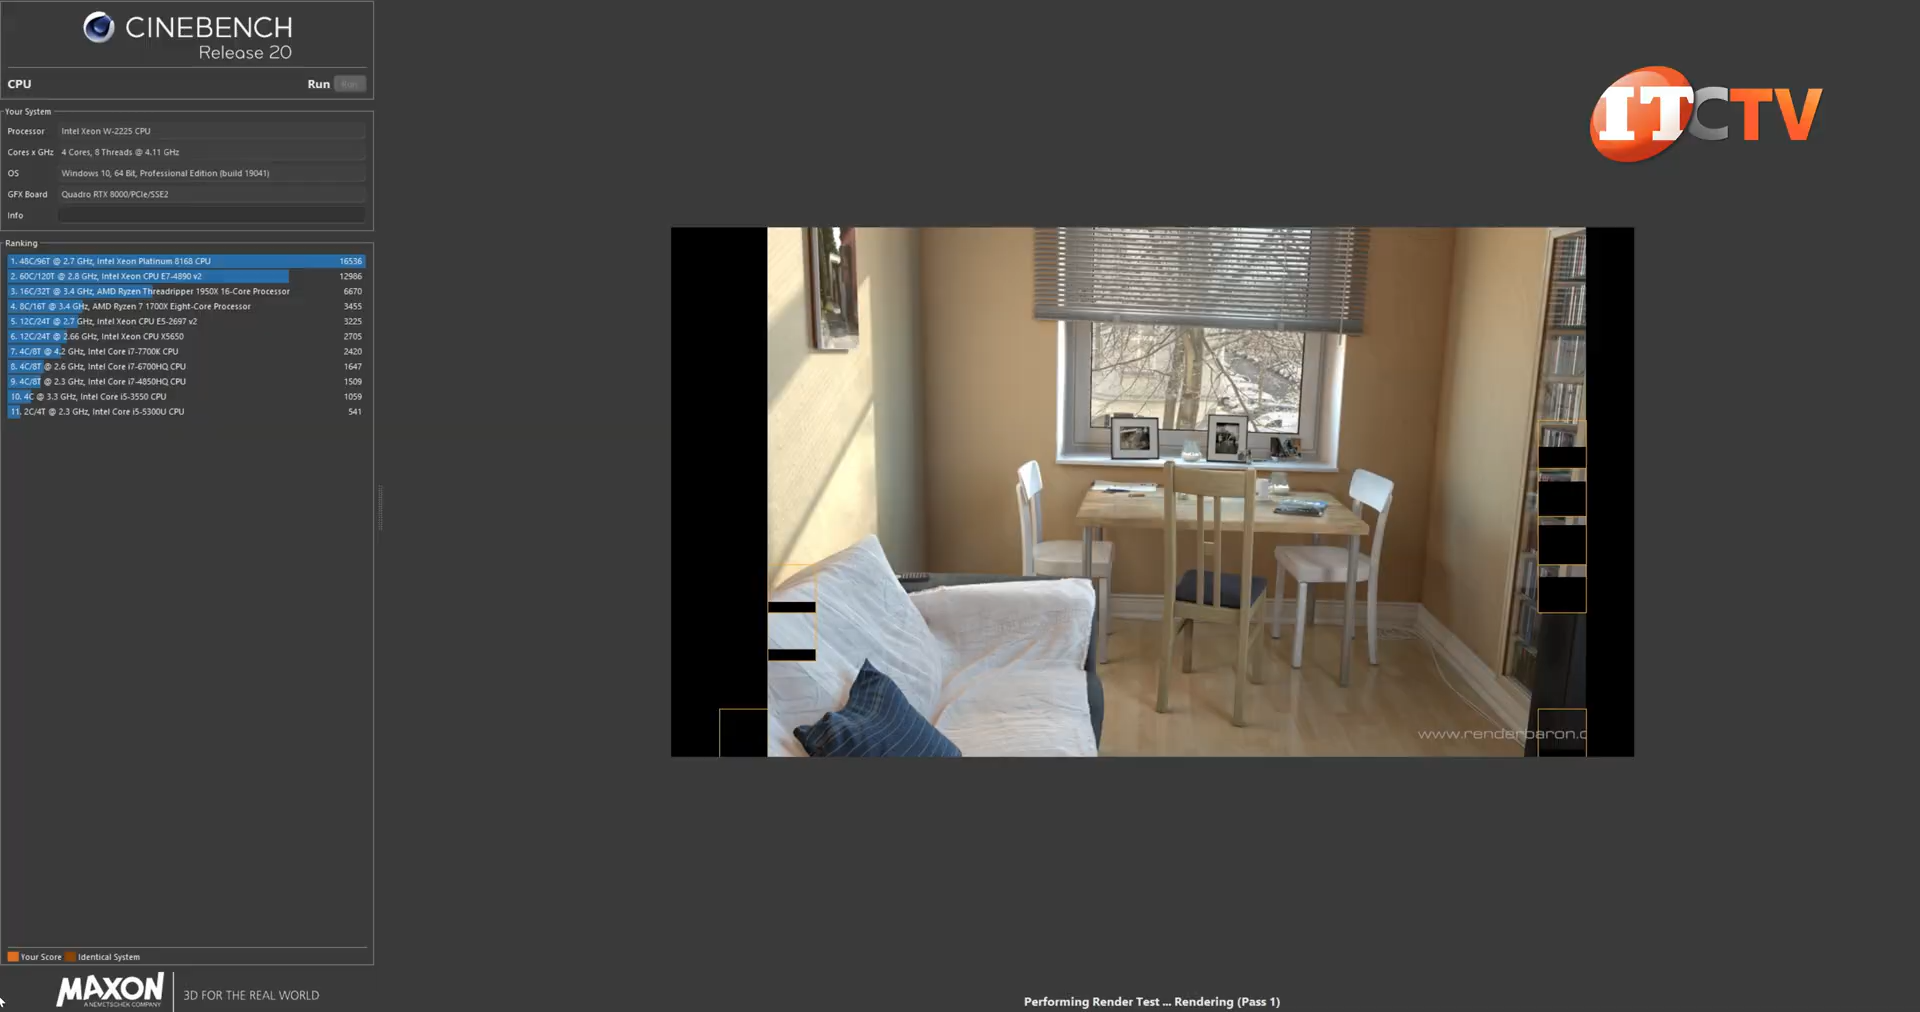 CINEBENCH
Release 20
CPU Run Run
Your System
Processor Intel Xeon W-2225 CPU
Cores x GHz 4 Cores, 8 Threads @ 4.11 GHz
OS Windows 10, 64 Bit, Professional Edition (build 19041)
GFX Board Quadro RTX 8000/PCIe/SSE2
Info
Ranking
1. 48C/96T @ 2.7 GHz, Intel Xeon Platinum 8168 CPU 16536
2. 60C/120T @ 2.8 GHz, Intel Xeon CPU E7-4890 v2 12986
3. 16C/32T @ 3.4 GHz, AMD Ryzen Threadripper 1950X 16-Core Processor 6670
4. 8C/16T @ 3.4 GHz, AMD Ryzen 7 1700X Eight-Core Processor 3455
5. 12C/24T @ 2.7 GHz, Intel Xeon CPU E5-2697 v2 3225
6. 12C/24T @ 2.66 GHz, Intel Xeon CPU X5650 2705
7. 4C/8T @ 4.2 GHz, Intel Core i7-7700K CPU 2420
8. 4C/8T @ 2.6 GHz, Intel Core i7-6700HQ CPU 1647
9. 4C/8T @ 2.3 GHz, Intel Core i7-4850HQ CPU 1509
10. 4C @ 3.3 GHz, Intel Core i5-3550 CPU 1059
11. 2C/4T @ 2.3 GHz, Intel Core i5-5300U CPU 541
Your Score Identical System
MAXON
A NEMETSCHEK COMPANY
3D FOR THE REAL WORLD
ITCTV
www.renderbaron.c
Performing Render Test ... Rendering (Pass 1)